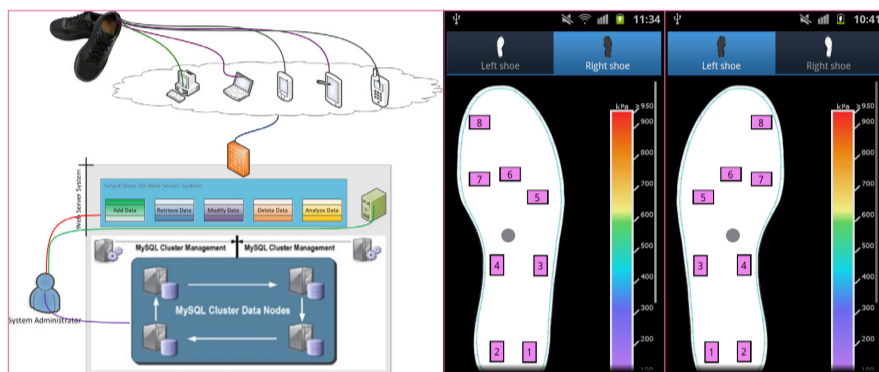 Smart Shoe DB Web Server System
Add Data
Retrieve Data
Modify Data
Delete Data
Analyze Data
Web Server System
MySQL Cluster Management
MySQL Cluster Management
MySQL Cluster Data Nodes
System Administrator
11:34
Left shoe
Right shoe
kPa
950
900
800
700
600
500
400
300
200
100
8
7
6
5
4
3
2
1
10:41
Left shoe
Right shoe
kPa
950
900
800
700
600
500
400
300
200
100
8
6
7
5
3
4
1
2